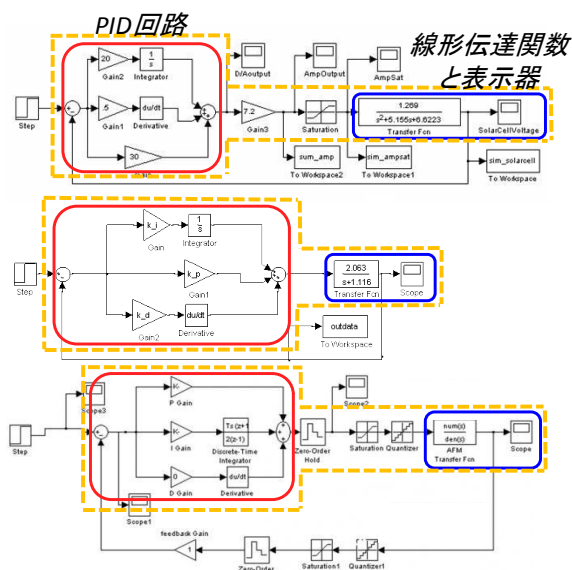 PID回路
線形伝達関数
と表示器
20
Gain2
1
s
Integrator
D/Aoutput
AmpOutput
AmpSat
.5
Gain1
du/dt
Derivative
7.2
Gain3
Saturation
1.269
s²+5.155s+6.6223
Transfer Fcn
SolarCellVoltage
Step
30
sum_amp
To Workspace2
sim_ampsat
To Workspace1
sim_solarcell
To Workspace
k_i
Gain
1
s
Integrator
Step
k_p
Gain1
2.063
s+1.116
Transfer Fcn
Scope
k_d
Gain2
du/dt
Derivative
outdata
To Workspace
Scope3
K-
P Gain
Scope2
Step
K-
I Gain
Ts (z+1
2(z-1)
Discrete-Time
Integrator
Zero-Order
Hold
Saturation
Quantizer
num(s)
den(s)
AFM
Transfer Fcn
Scope
0
D Gain
du/dt
Derivative
Scope1
feedback Gain
1
Zero-Order
Saturation1
Quantizer1